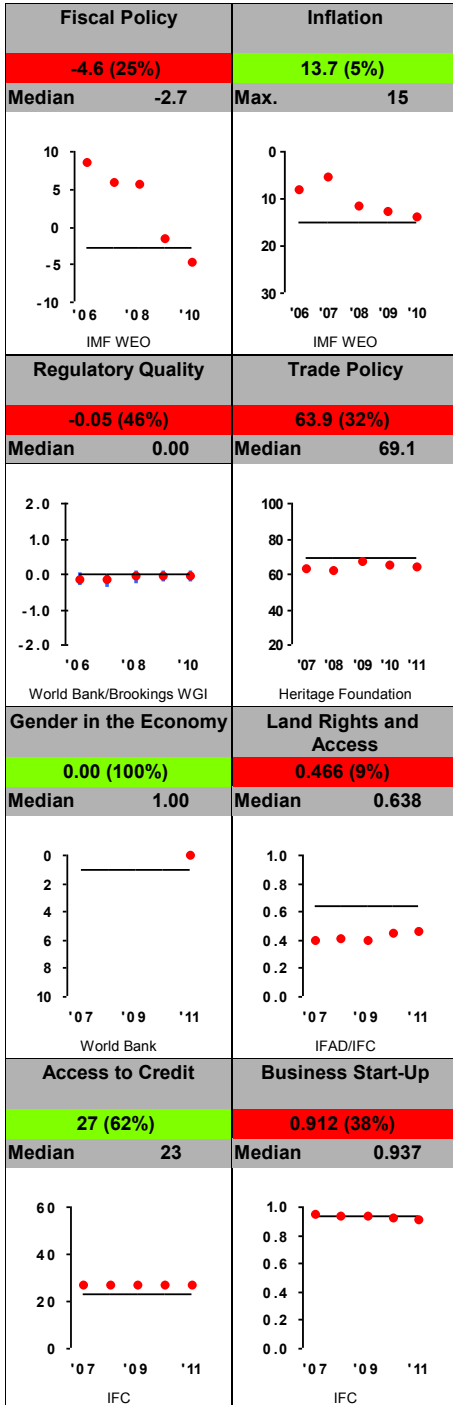 Fiscal Policy
Inflation
-4.6 (25%)
13.7 (5%)
Median -2.7
Max. 15
10
5
0
-5
-10
'06 '08 '10
IMF WEO
0
10
20
30
'06 '07 '08 '09 '10
IMF WEO
Regulatory Quality
Trade Policy
-0.05 (46%)
63.9 (32%)
Median 0.00
Median 69.1
2.0
1.0
0.0
-1.0
-2.0
'06 '08 '10
World Bank/Brookings WGI
100
80
60
40
20
'07 '08 '09 '10 '11
Heritage Foundation
Gender in the Economy
Land Rights and
Access
0.00 (100%)
0.466 (9%)
Median 1.00
Median 0.638
0
2
4
6
8
10
'07 '09 '11
World Bank
1.0
0.8
0.6
0.4
0.2
0.0
'07 '09 '11
IFAD/IFC
Access to Credit
Business Start-Up
27 (62%)
0.912 (38%)
Median 23
Median 0.937
60
40
20
0
'07 '09 '11
IFC
1.0
0.8
0.6
0.4
0.2
0.0
'07 '09 '11
IFC